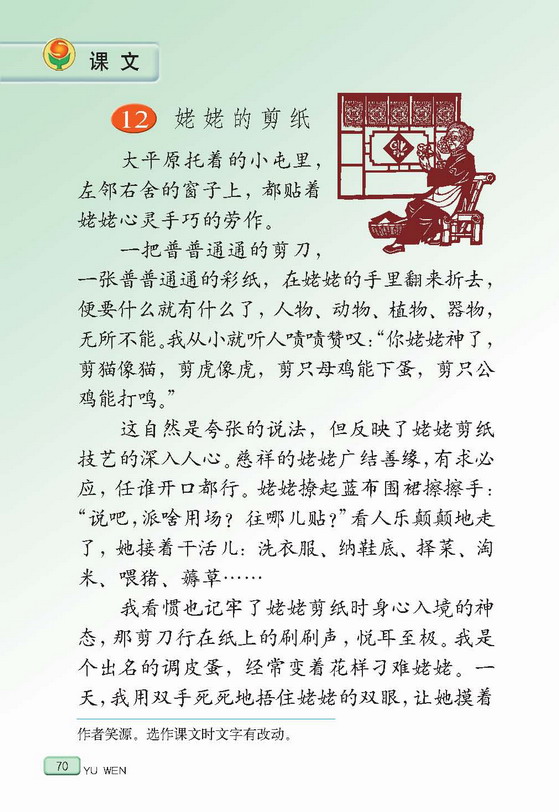 课文
12 姥姥的剪纸
大平原托着的小屯里，
左邻右舍的窗子上，都贴着
姥姥心灵手巧的劳作。
一把普普通通的剪刀，
一张普普通通的彩纸，在姥姥的手里翻来折去，
便要什么就有什么了，人物、动物、植物、器物，
无所不能。我从小就听人啧啧赞叹：“你姥姥神了，
剪猫像猫，剪虎像虎，剪只母鸡能下蛋，剪只公
鸡能打鸣。”
这自然是夸张的说法，但反映了姥姥剪纸
技艺的深入人心。慈祥的姥姥广结善缘，有求必
应，任谁开口都行。姥姥撩起蓝布围裙擦擦手：
“说吧，派啥用场？往哪儿贴？”看人乐颠颠地走
了，她接着干活儿：洗衣服、纳鞋底、择菜、淘
米、喂猪、薅草……
我看惯也记牢了姥姥剪纸时身心入境的神
态，那剪刀行在纸上的刷刷声，悦耳至极。我是
个出名的调皮蛋，经常变着花样刁难姥姥。一
天，我用双手死死地捂住姥姥的双眼，让她摸着
作者笑源。选作课文时文字有改动。
70 YU WEN